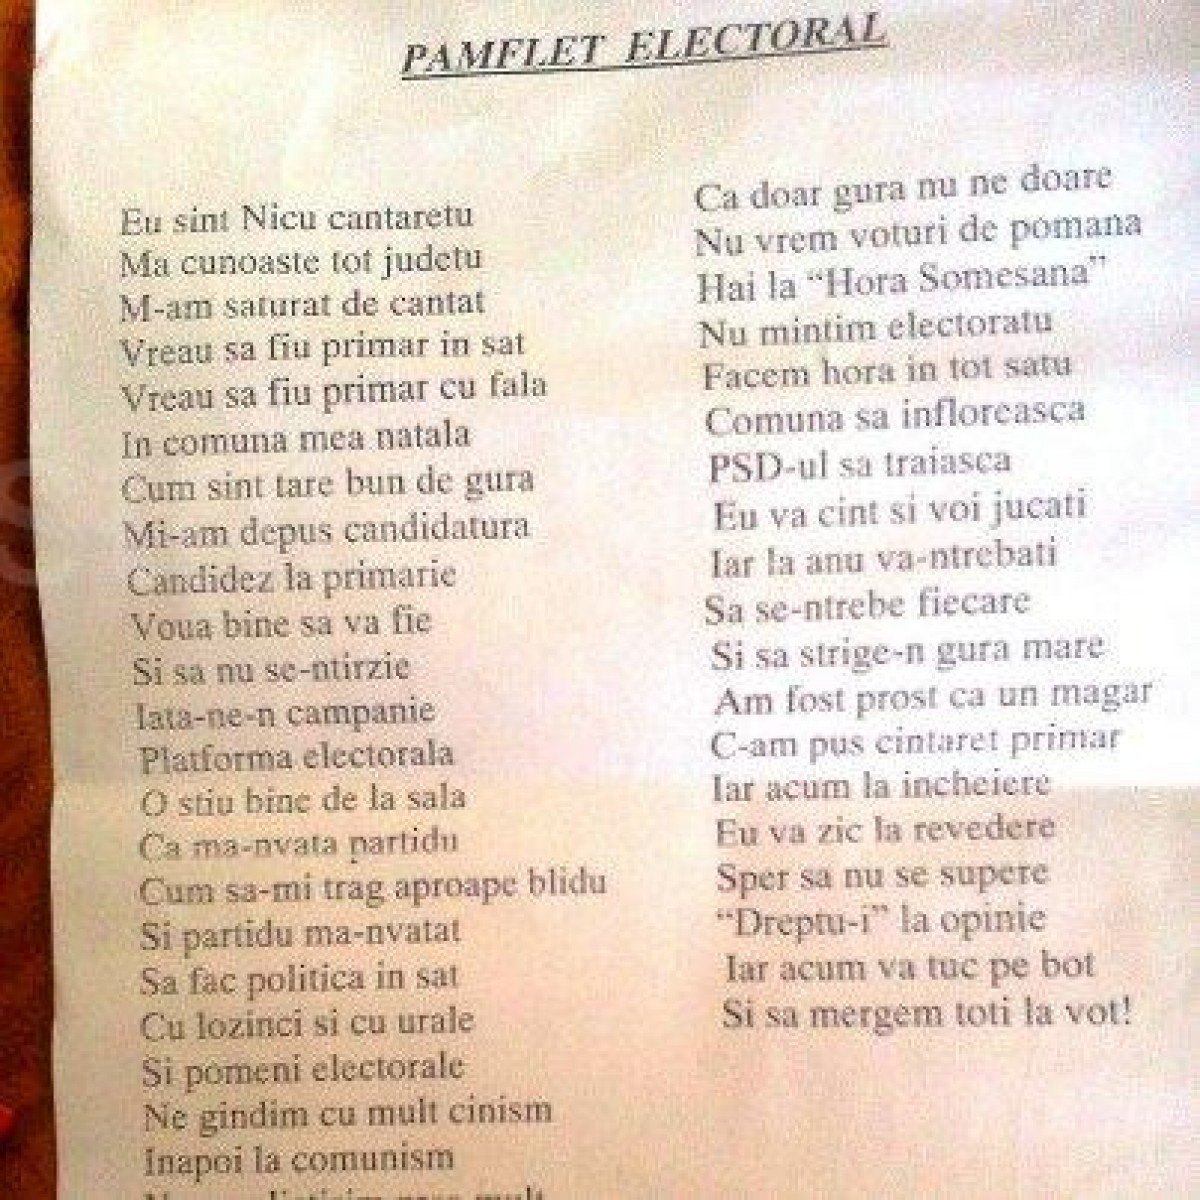 PAMFLET ELECTORAL
Eu sint Nicu cantaretu
Ma cunoaste tot judetu
M-am saturat de cantat
Vreau sa fiu primar in sat
Vreau sa fiu primar cu fala
In comuna mea natala
Cum sint tare bun de gura
Mi-am depus candidatura
Candidez la primarie
Voua bine sa va fie
Si sa nu se-ntirzie
Iata-ne-n campanie
Platforma electorala
O stiu bine de la sala
Ca ma-nvata partidu
Cum sa-mi trag aproape blidu
Si partidu ma-nvatat
Sa fac politica in sat
Cu lozinci si cu urale
Si pomeni electorale
Ne gindim cu mult cinism
Inapoi la comunism
mult
Ca doar gura nu ne doare
Nu vrem voturi de pomana
Hai la “Hora Somesana”
Nu mintim electoratu
Facem hora in tot satu
Comuna sa infloreasca
PSD-ul sa traiasca
Eu va cint si voi jucati
Iar la anu va-ntrebati
Sa se-ntrebe fiecare
Si sa strige-n gura mare
Am fost prost ca un magar
C-am pus cintaret primar
Iar acum la incheiere
Eu va zic la revedere
Sper sa nu se supere
“Dreptu-i” la opinie
Iar acum va tuc pe bot
Si sa mergem toti la vot!